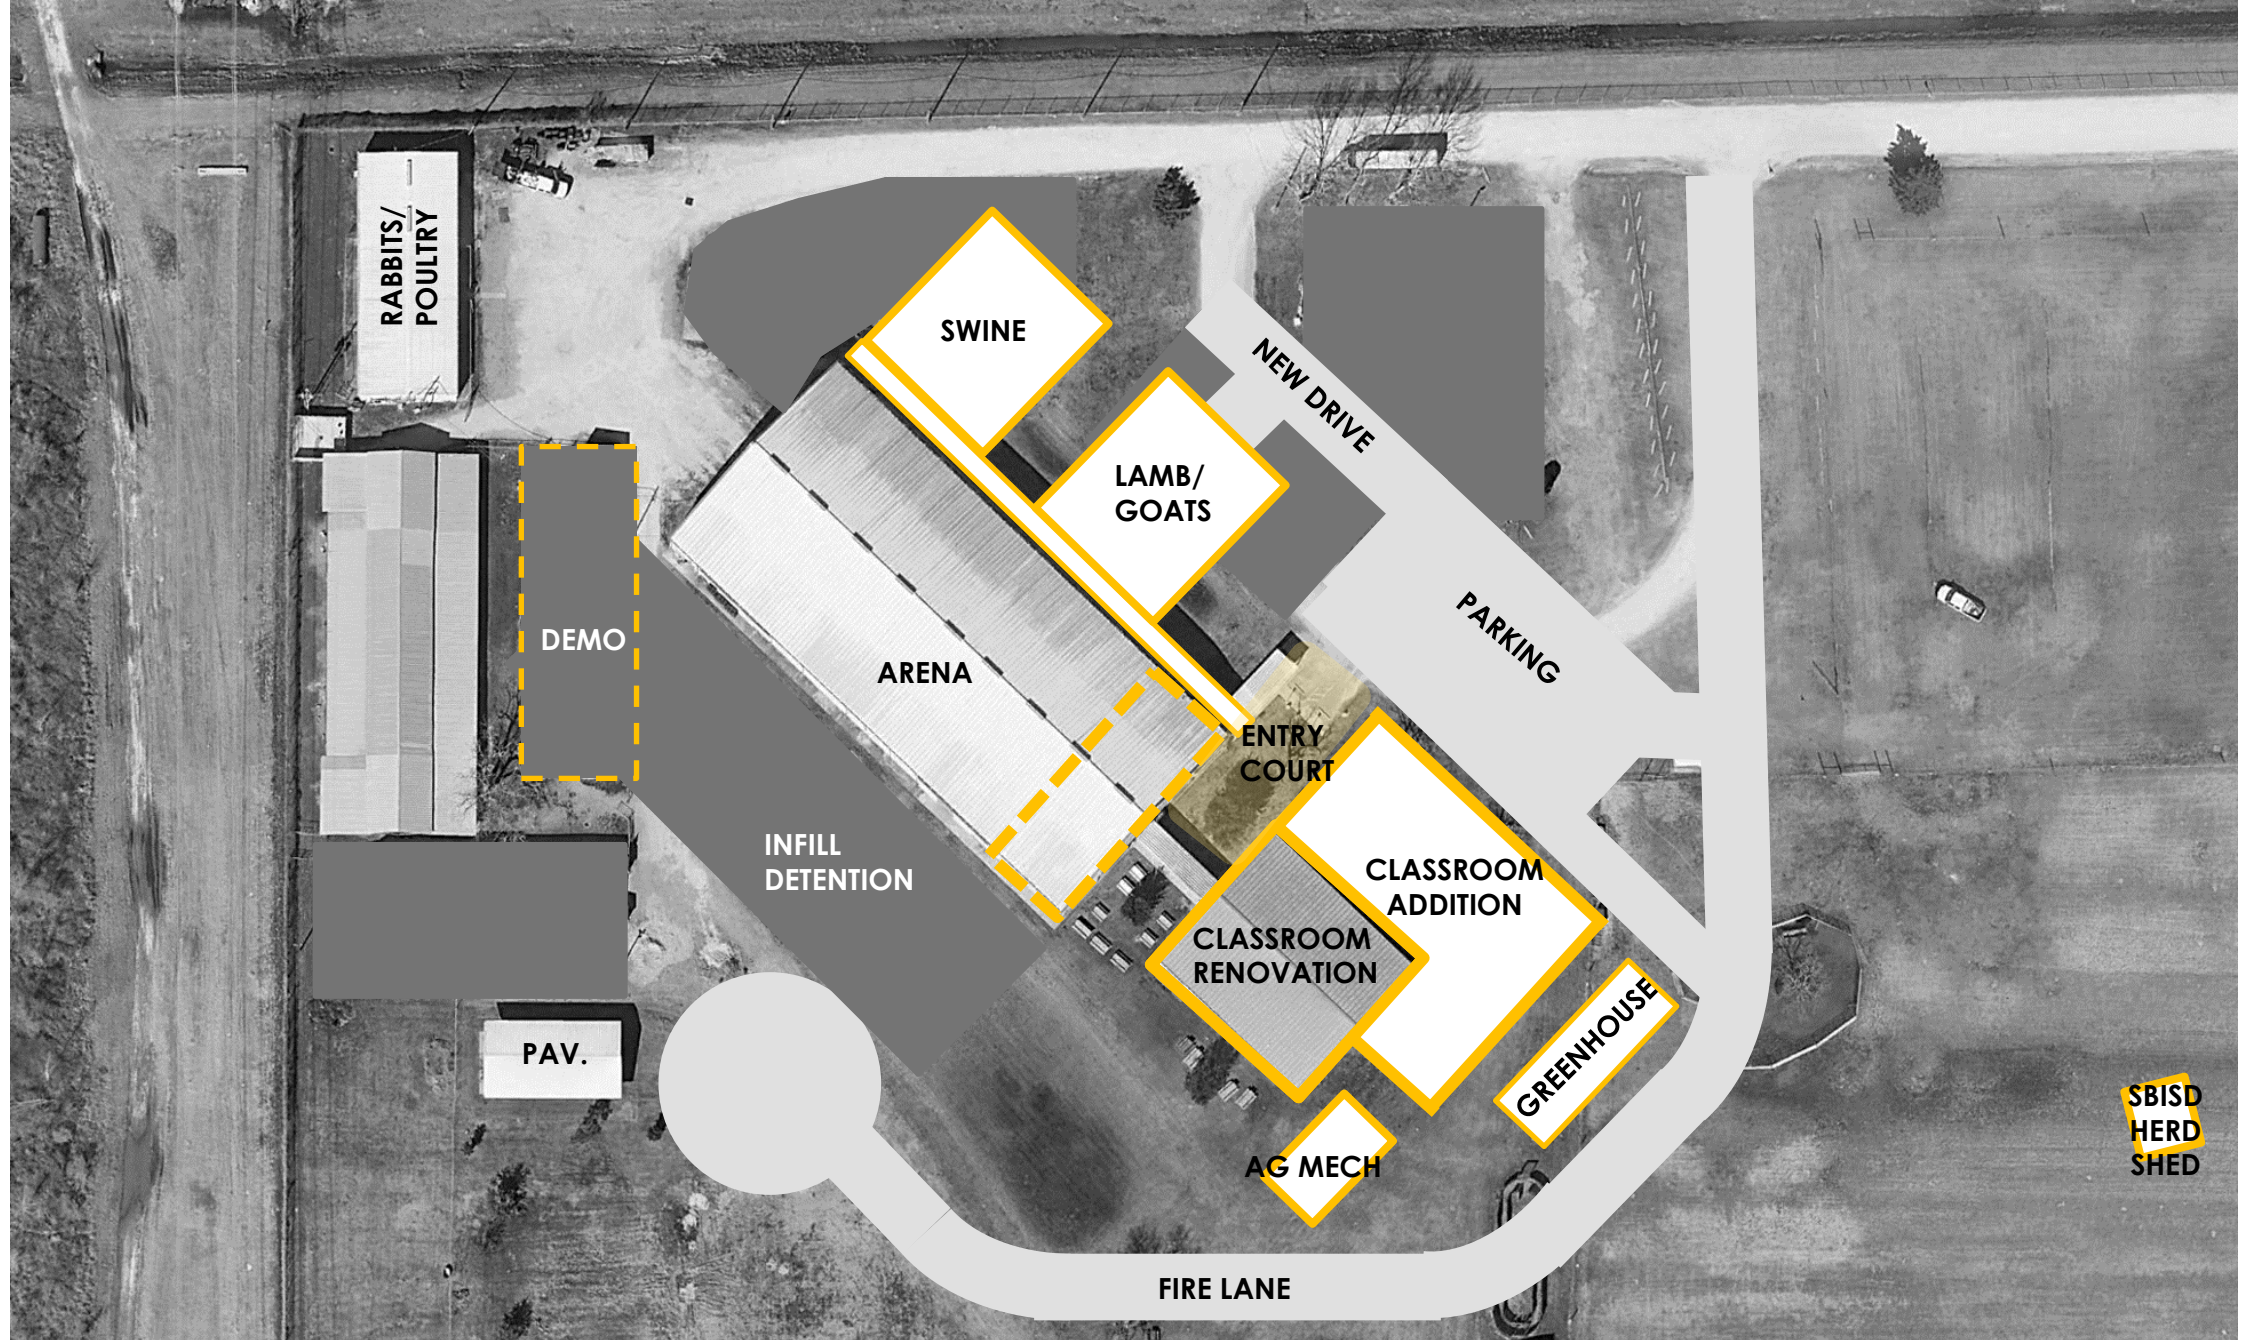 RABBITS/
POULTRY
SWINE
NEW DRIVE
LAMB/
GOATS
DEMO
ARENA
PARKING
ENTRY
COURT
INFILL
DETENTION
CLASSROOM
ADDITION
CLASSROOM
RENOVATION
GREENHOUSE
PAV.
AG MECH
SBISD
HERD
SHED
FIRE LANE